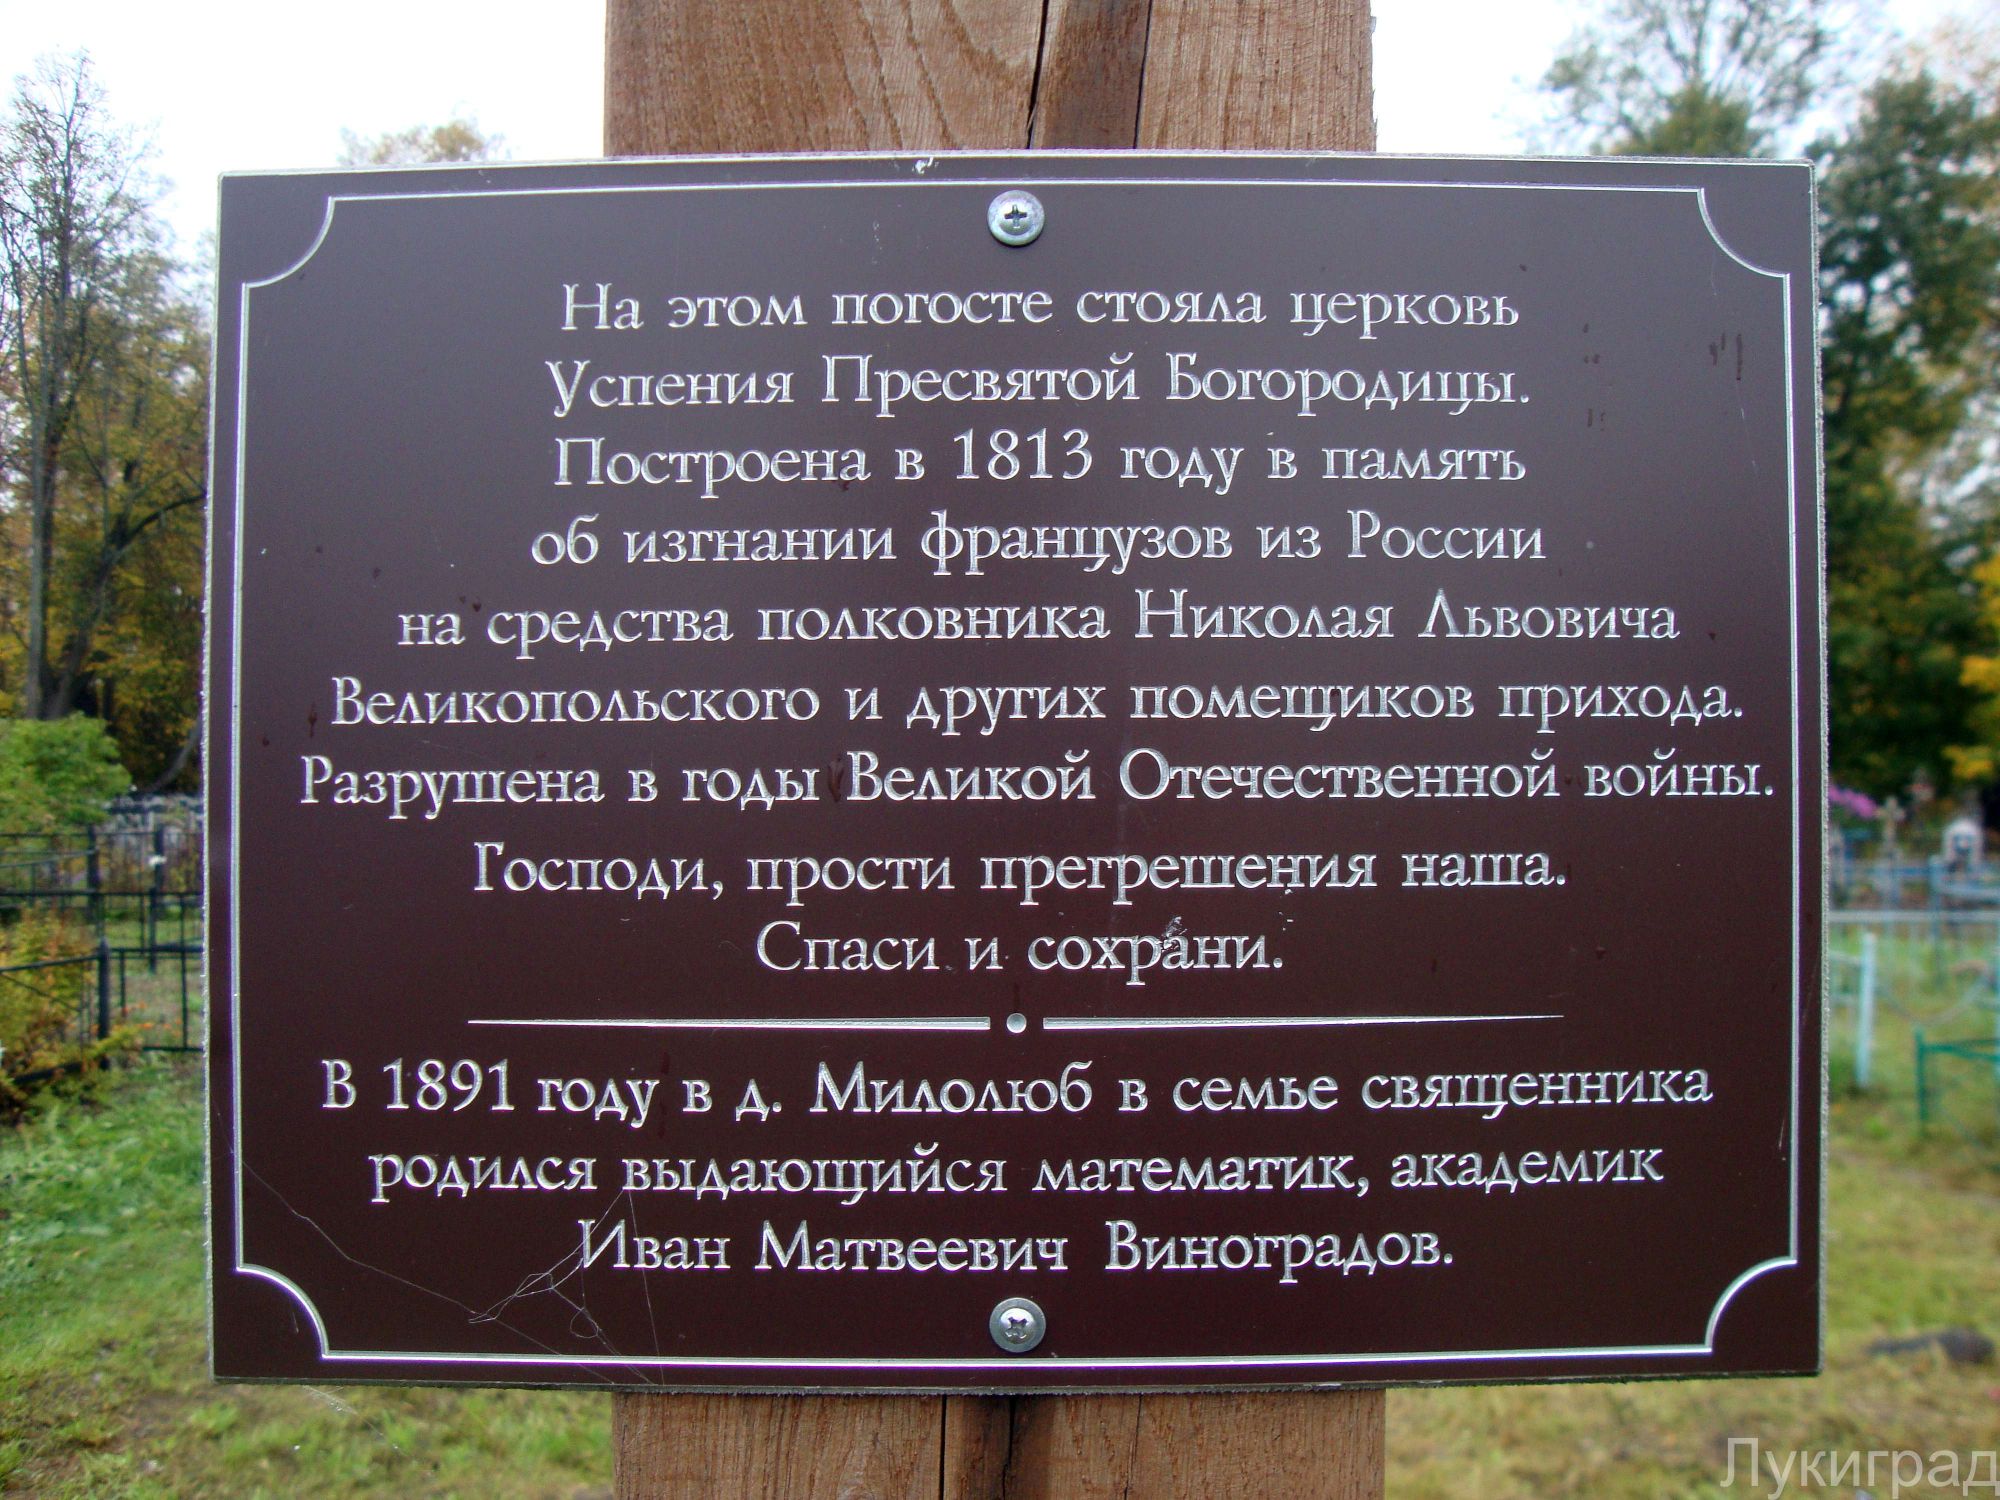 На этом погосте стояла церковь
Успения Пресвятой Богородицы.
Построена в 1813 году в память
об изгнании французов из России
на средства полковника Николая Львовича
Великопольского и других помещиков прихода.
Разрушена в годы Великой Отечественной войны.
Господи, прости прегрешения наша.
Спаси и сохрани.
В 1891 году в д. Милолюб в семье священника
родился выдающийся математик, академик
Иван Матвеевич Виноградов.
Лукиград